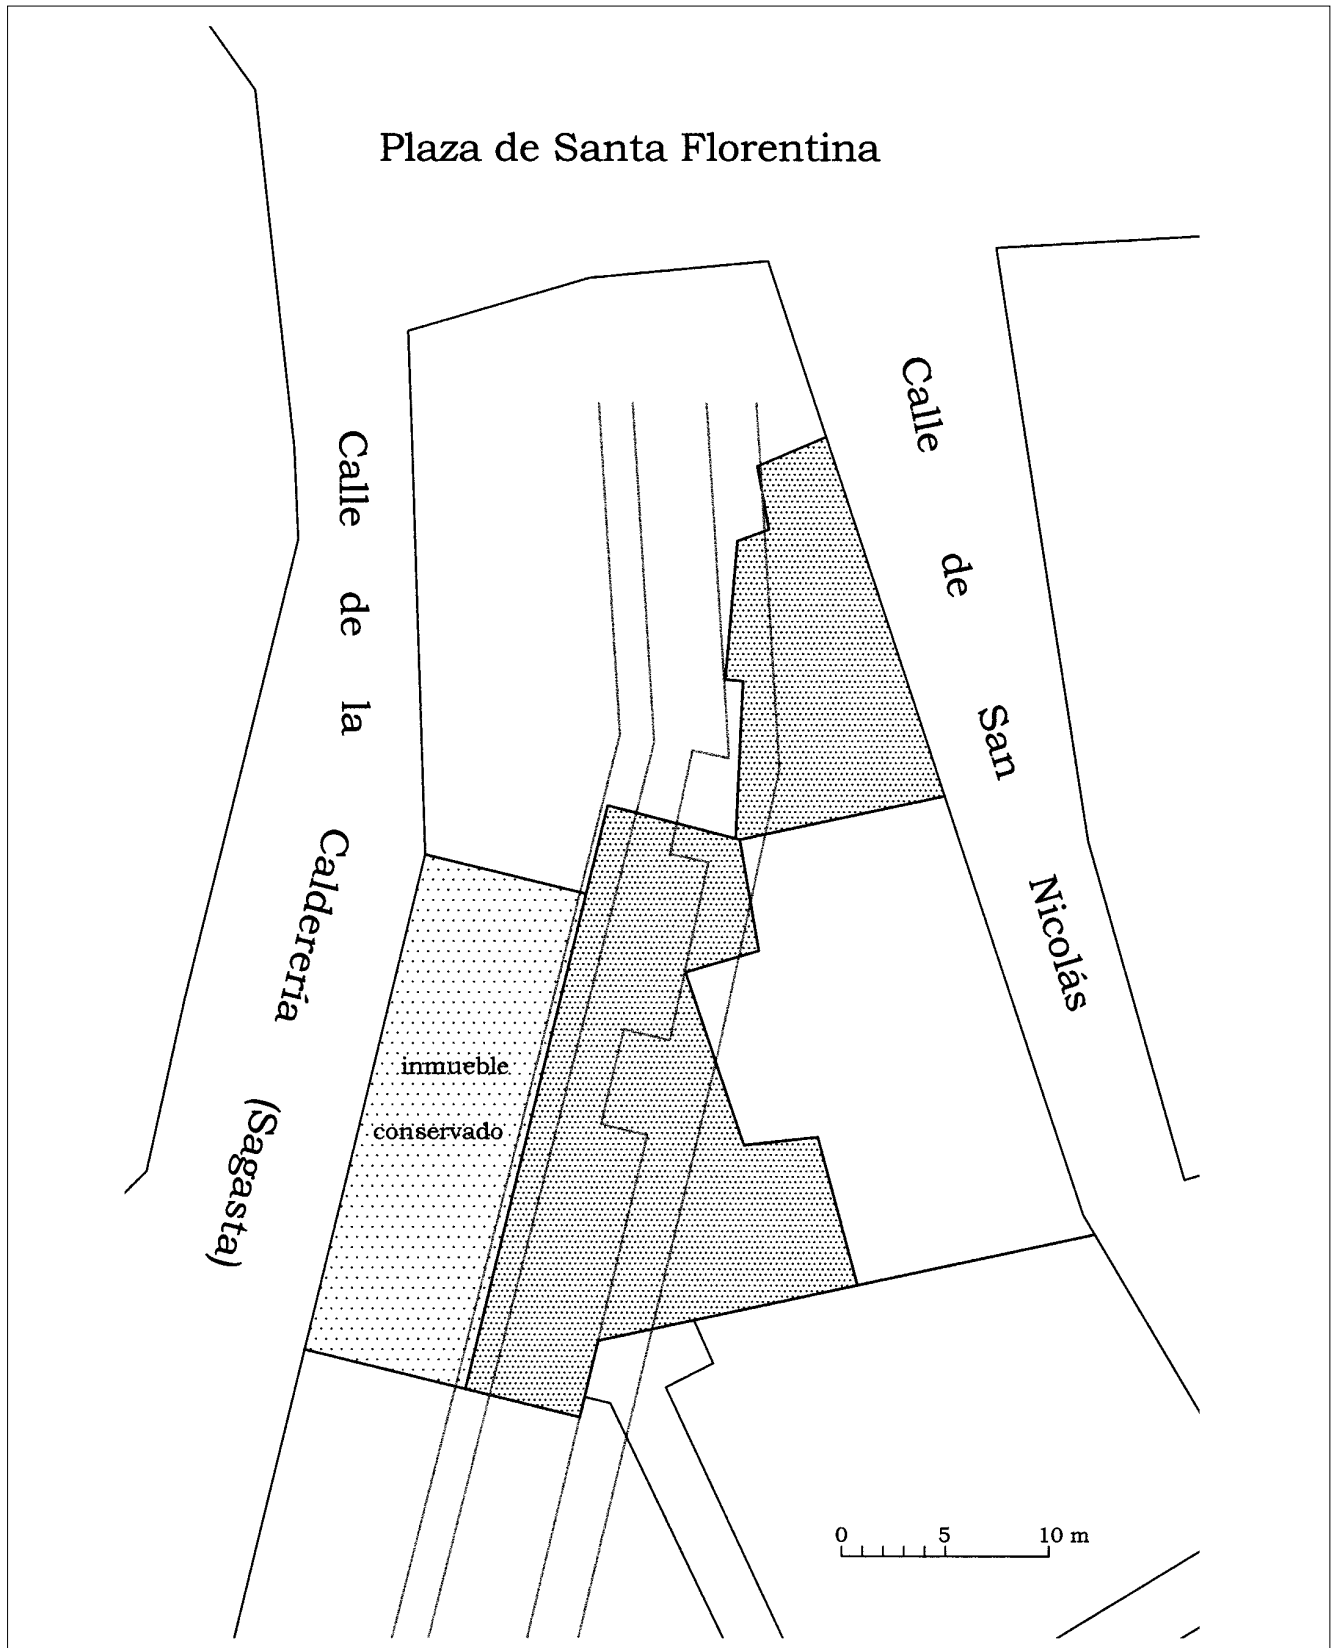 Plaza de Santa Florentina
Calle de la Calderería (Sagasta)
Calle de San Nicolás
inmueble
conservado
0 5 10 m